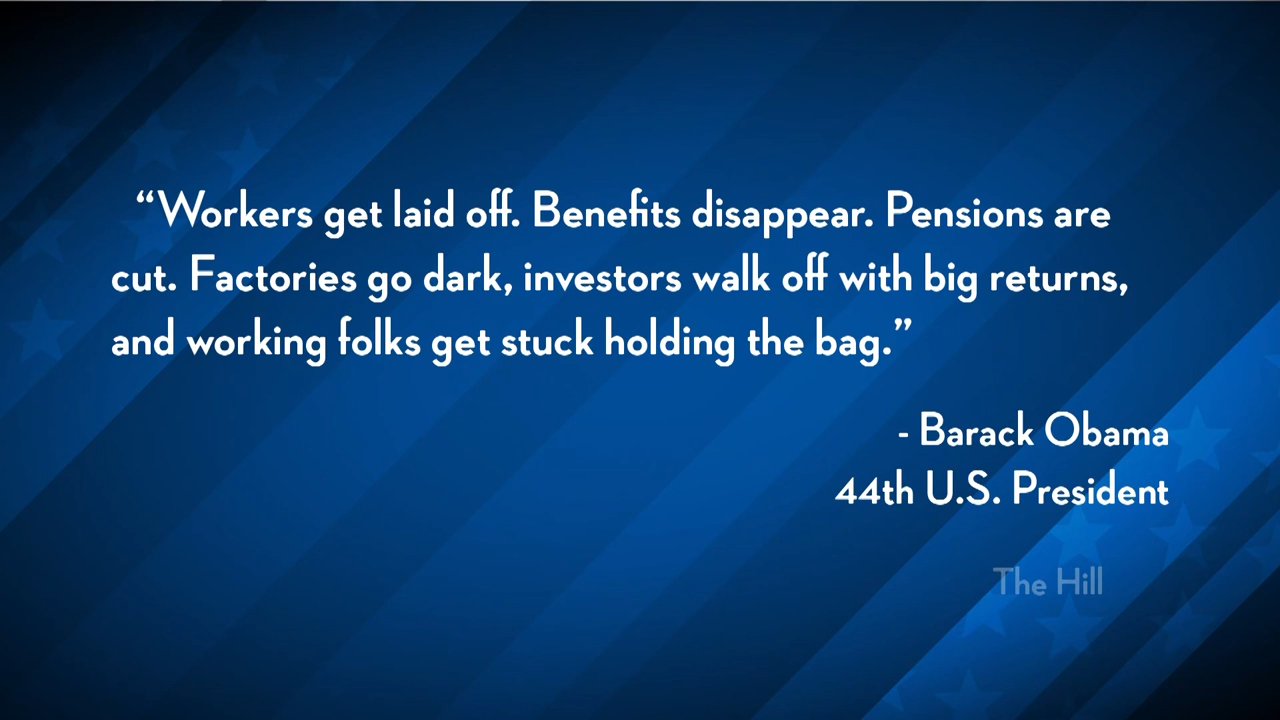 “Workers get laid off. Benefits disappear. Pensions are
cut. Factories go dark, investors walk off with big returns,
and working folks get stuck holding the bag.”
- Barack Obama
44th U.S. President
The Hill